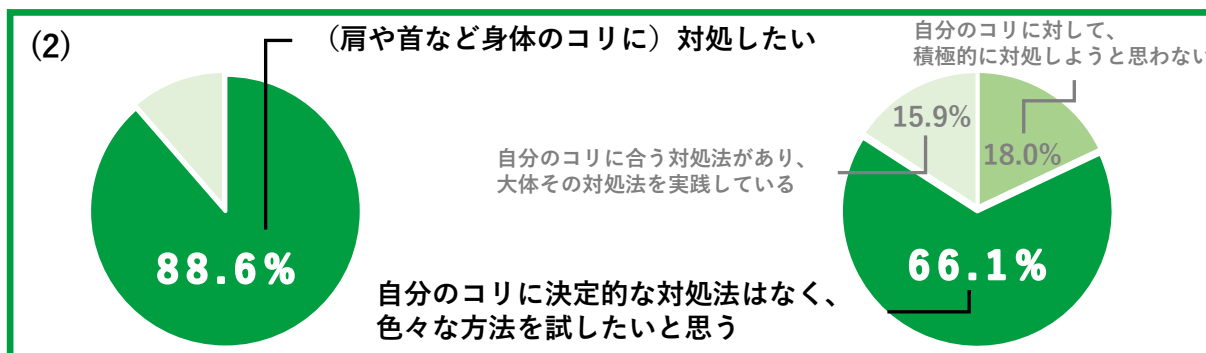 (2)
（肩や首など身体のコリに）対処したい
88.6%
自分のコリに対して、
積極的に対処しようと思わない
15.9%
18.0%
自分のコリに合う対処法があり、
大体その対処法を実践している
66.1%
自分のコリに決定的な対処法はなく、
色々な方法を試したいと思う